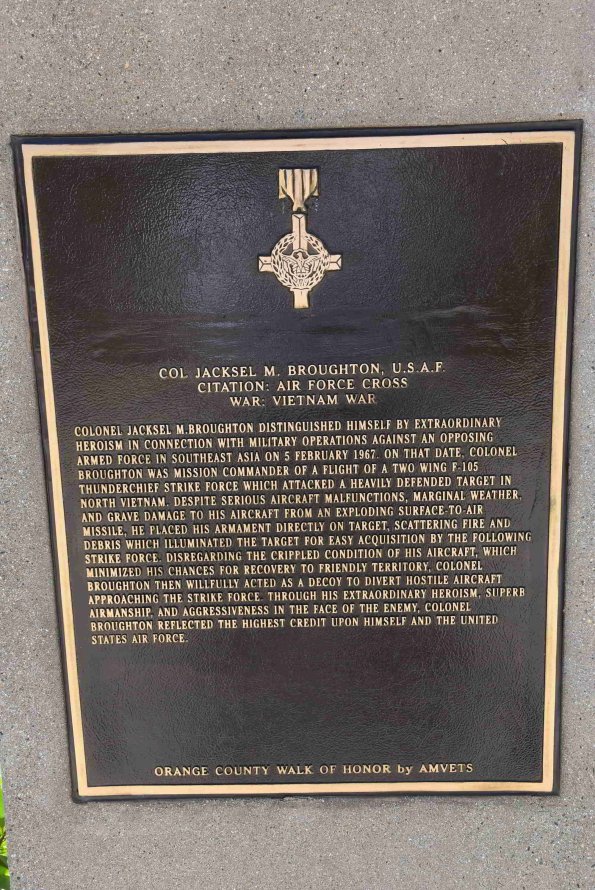 COL. JACKSEL M. BROUGHTON, U.S.A.F.
CITATION: AIR FORCE CROSS
WAR: VIETNAM WAR
COLONEL JACKSEL M.BROUGHTON DISTINGUISHED HIMSELF BY EXTRAORDINARY
HEROISM IN CONNECTION WITH MILITARY OPERATIONS AGAINST AN OPPOSING
ARMED FORCE IN SOUTHEAST ASIA ON 5 FEBRUARY 1967. ON THAT DATE, COLONEL
BROUGHTON WAS MISSION COMMANDER OF A FLIGHT OF A TWO WING F-105
THUNDERCHIEF STRIKE FORCE WHICH ATTACKED A HEAVILY DEFENDED TARGET IN
NORTH VIETNAM. DESPITE SERIOUS AIRCRAFT MALFUNCTIONS, MARGINAL WEATHER,
AND GRAVE DAMAGE TO HIS AIRCRAFT FROM AN EXPLODING SURFACE-TO-AIR
MISSILE, HE PLACED HIS ARMAMENT DIRECTLY ON TARGET, SCATTERING FIRE AND
DEBRIS WHICH ILLUMINATED THE TARGET FOR EASY ACQUISITION BY THE FOLLOWING
STRIKE FORCE. DISREGARDING THE CRIPPLED CONDITION OF HIS AIRCRAFT, WHICH
MINIMIZED HIS CHANCES FOR RECOVERY TO FRIENDLY TERRITORY, COLONEL
BROUGHTON THEN WILLFULLY ACTED AS A DECOY TO DIVERT HOSTILE AIRCRAFT
APPROACHING THE STRIKE FORCE. THROUGH HIS EXTRAORDINARY HEROISM, SUPERB
AIRMANSHIP, AND AGGRESSIVENESS IN THE FACE OF THE ENEMY, COLONEL
BROUGHTON REFLECTED THE HIGHEST CREDIT UPON HIMSELF AND THE UNITED
STATES AIR FORCE.
ORANGE COUNTY WALK OF HONOR by AMVETS